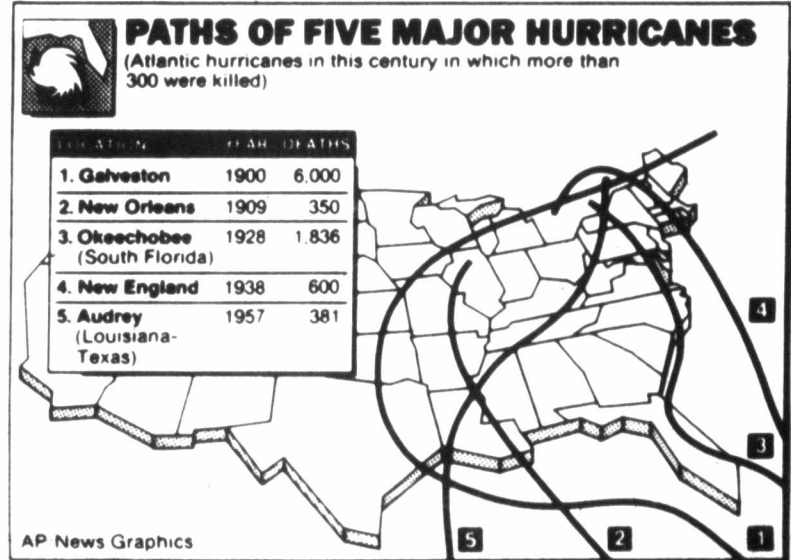 PATHS OF FIVE MAJOR HURRICANES
(Atlantic hurricanes in this century in which more than
300 were killed)
LOCATION YEAR DEATHS
1. Galveston 1900 6,000
2. New Orleans 1909 350
3. Okeechobee 1928 1,836
(South Florida)
4. New England 1938 600
5. Audrey 1957 381
(Louisiana-
Texas)
4
3
5
2
1
AP News Graphics